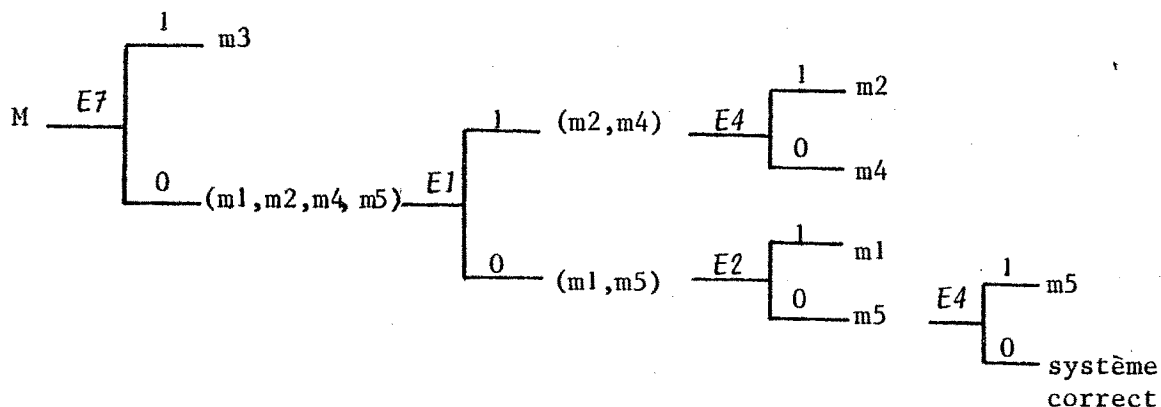 1 m3
M E7
0 (m1,m2,m4,m5) E1
1 (m2,m4) E4
1 m2
0 m4
0 (m1,m5) E2
1 m1
0 m5 E4
1 m5
0 système
correct